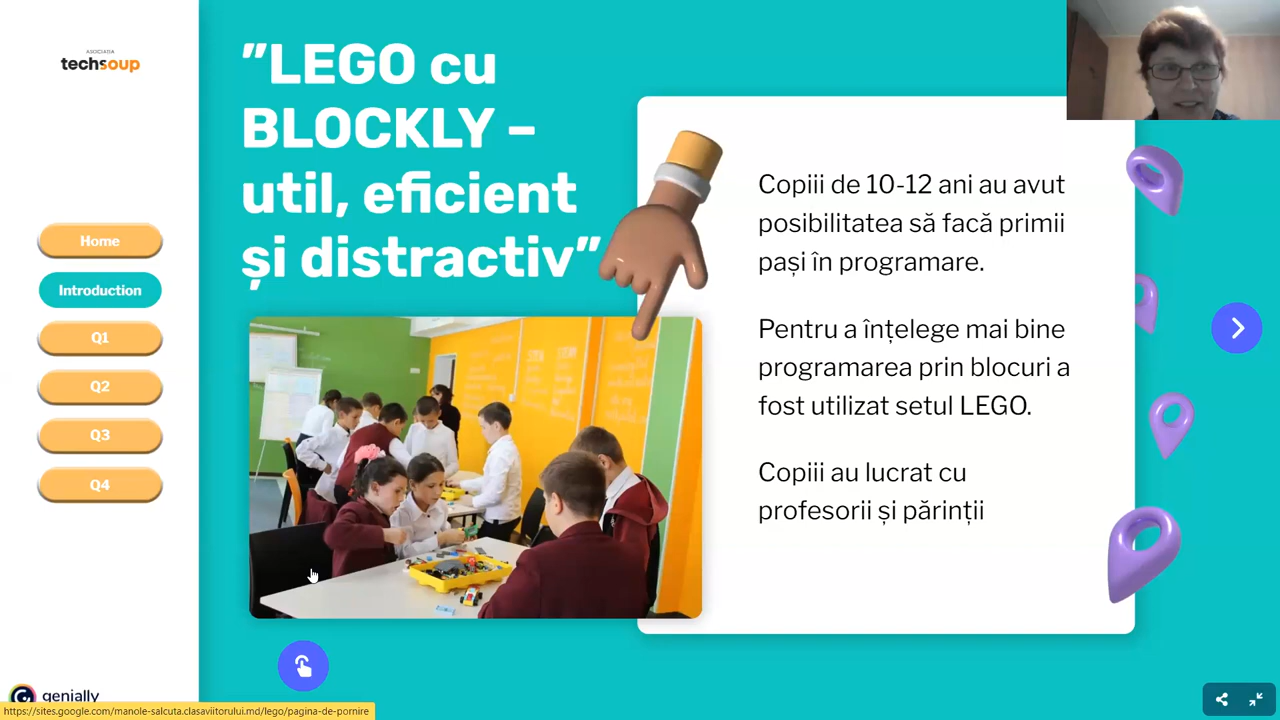 ASOCIAȚIA
techsoup
Home
Introduction
Q1
Q2
Q3
Q4
genially
"LEGO cu
BLOCKLY –
util, eficient
și distractiv"
Copiii de 10-12 ani au avut
posibilitatea să facă primii
pași în programare.
Pentru a înțelege mai bine
programarea prin blocuri a
fost utilizat setul LEGO.
Copiii au lucrat cu
profesorii și părinții
https://sites.google.com/manole-salcuta.clasaviitorului.md/lego/pagina-de-pornire